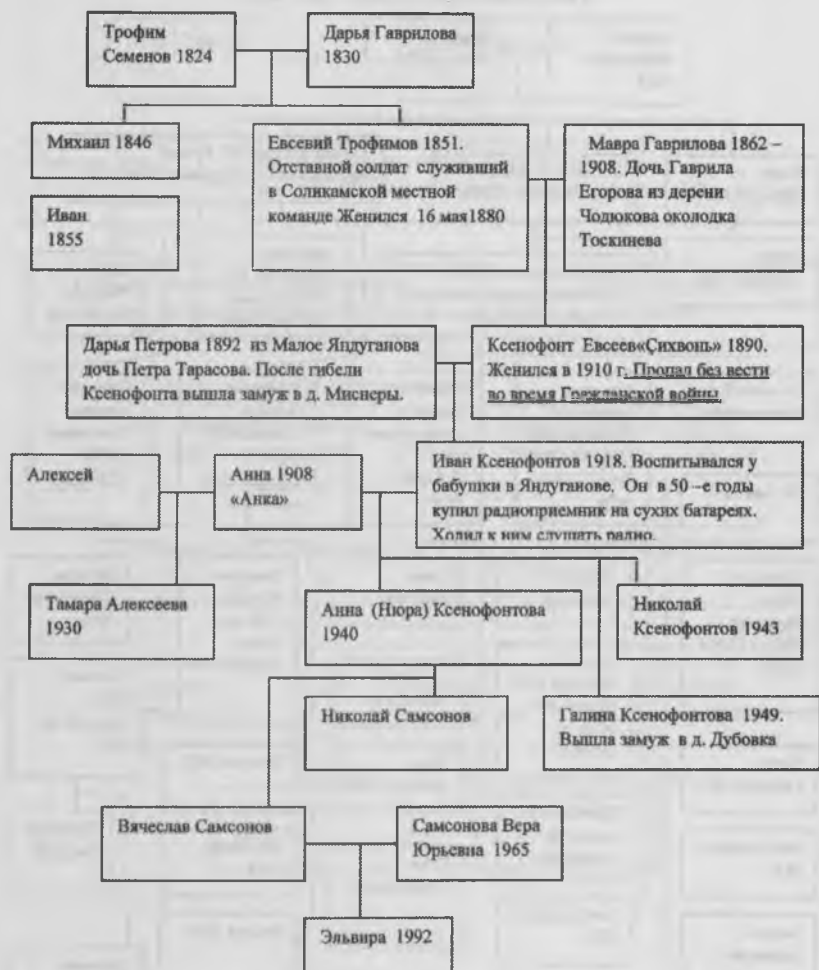 Трофим
Семенов 1824
Дарья Гаврилова
1830
Михаил 1846
Иван
1855
Евсевий Трофимов 1851.
Отставной солдат служивший
в Соликамской местной
команде Женился 16 мая1880
Мавра Гаврилова 1862 –
1908. Дочь Гаврила
Егорова из дерени
Чодюкова околодка
Тоскинева
Дарья Петрова 1892 из Малое Яндуганова
дочь Петра Тарасова. После гибели
Ксенофонта вышла замуж в д. Миснеры.
Ксенофонт Евсеев«Çихвонь» 1890.
Женился в 1910 г. Пропал без вести
во время Гражданской войны
Алексей
Анна 1908
«Анка»
Иван Ксенофонтов 1918. Воспитывался у
бабушки в Яндуганове. Он в 50 –е годы
купил радиоприемник на сухих батареях.
Ходил к ним слушать радио.
Тамара Алексеева
1930
Анна (Нюра) Ксенофонтова
1940
Николай
Ксенофонтов 1943
Николай Самсонов
Галина Ксенофонтова 1949.
Вышла замуж в д. Дубовка
Вячеслав Самсонов
Самсонова Вера
Юрьевна 1965
Эльвира 1992